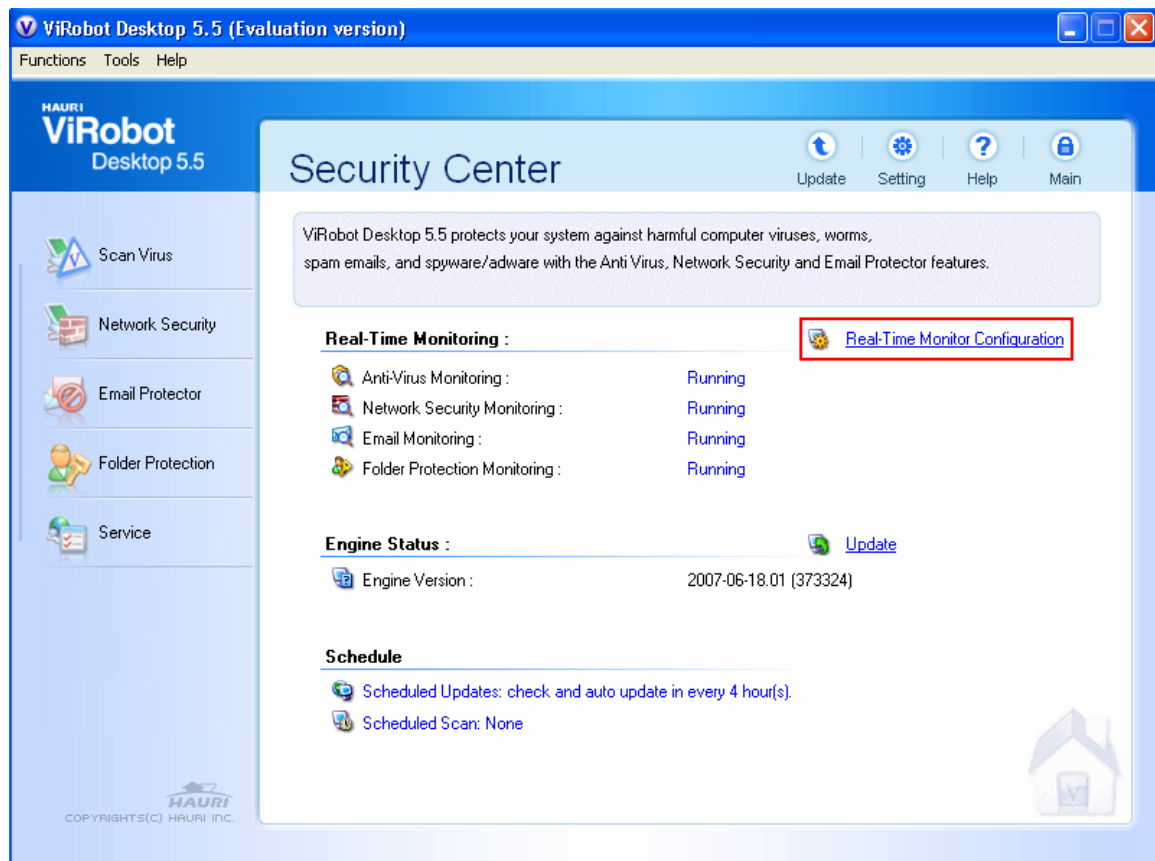 ViRobot Desktop 5.5 (Evaluation version)
Functions Tools Help
HAURI
ViRobot
Desktop 5.5
Security Center
Update Setting Help Main
ViRobot Desktop 5.5 protects your system against harmful computer viruses, worms,
spam emails, and spyware/adware with the Anti Virus, Network Security and Email Protector features.
Scan Virus
Network Security
Email Protector
Folder Protection
Service
Real-Time Monitoring : Real-Time Monitor Configuration
Anti-Virus Monitoring : Running
Network Security Monitoring : Running
Email Monitoring : Running
Folder Protection Monitoring : Running
Engine Status : Update
Engine Version : 2007-06-18.01 (373324)
Schedule
Scheduled Updates: check and auto update in every 4 hour(s).
Scheduled Scan: None
HAURI
COPYRIGHTS(C) HAURI INC.
V